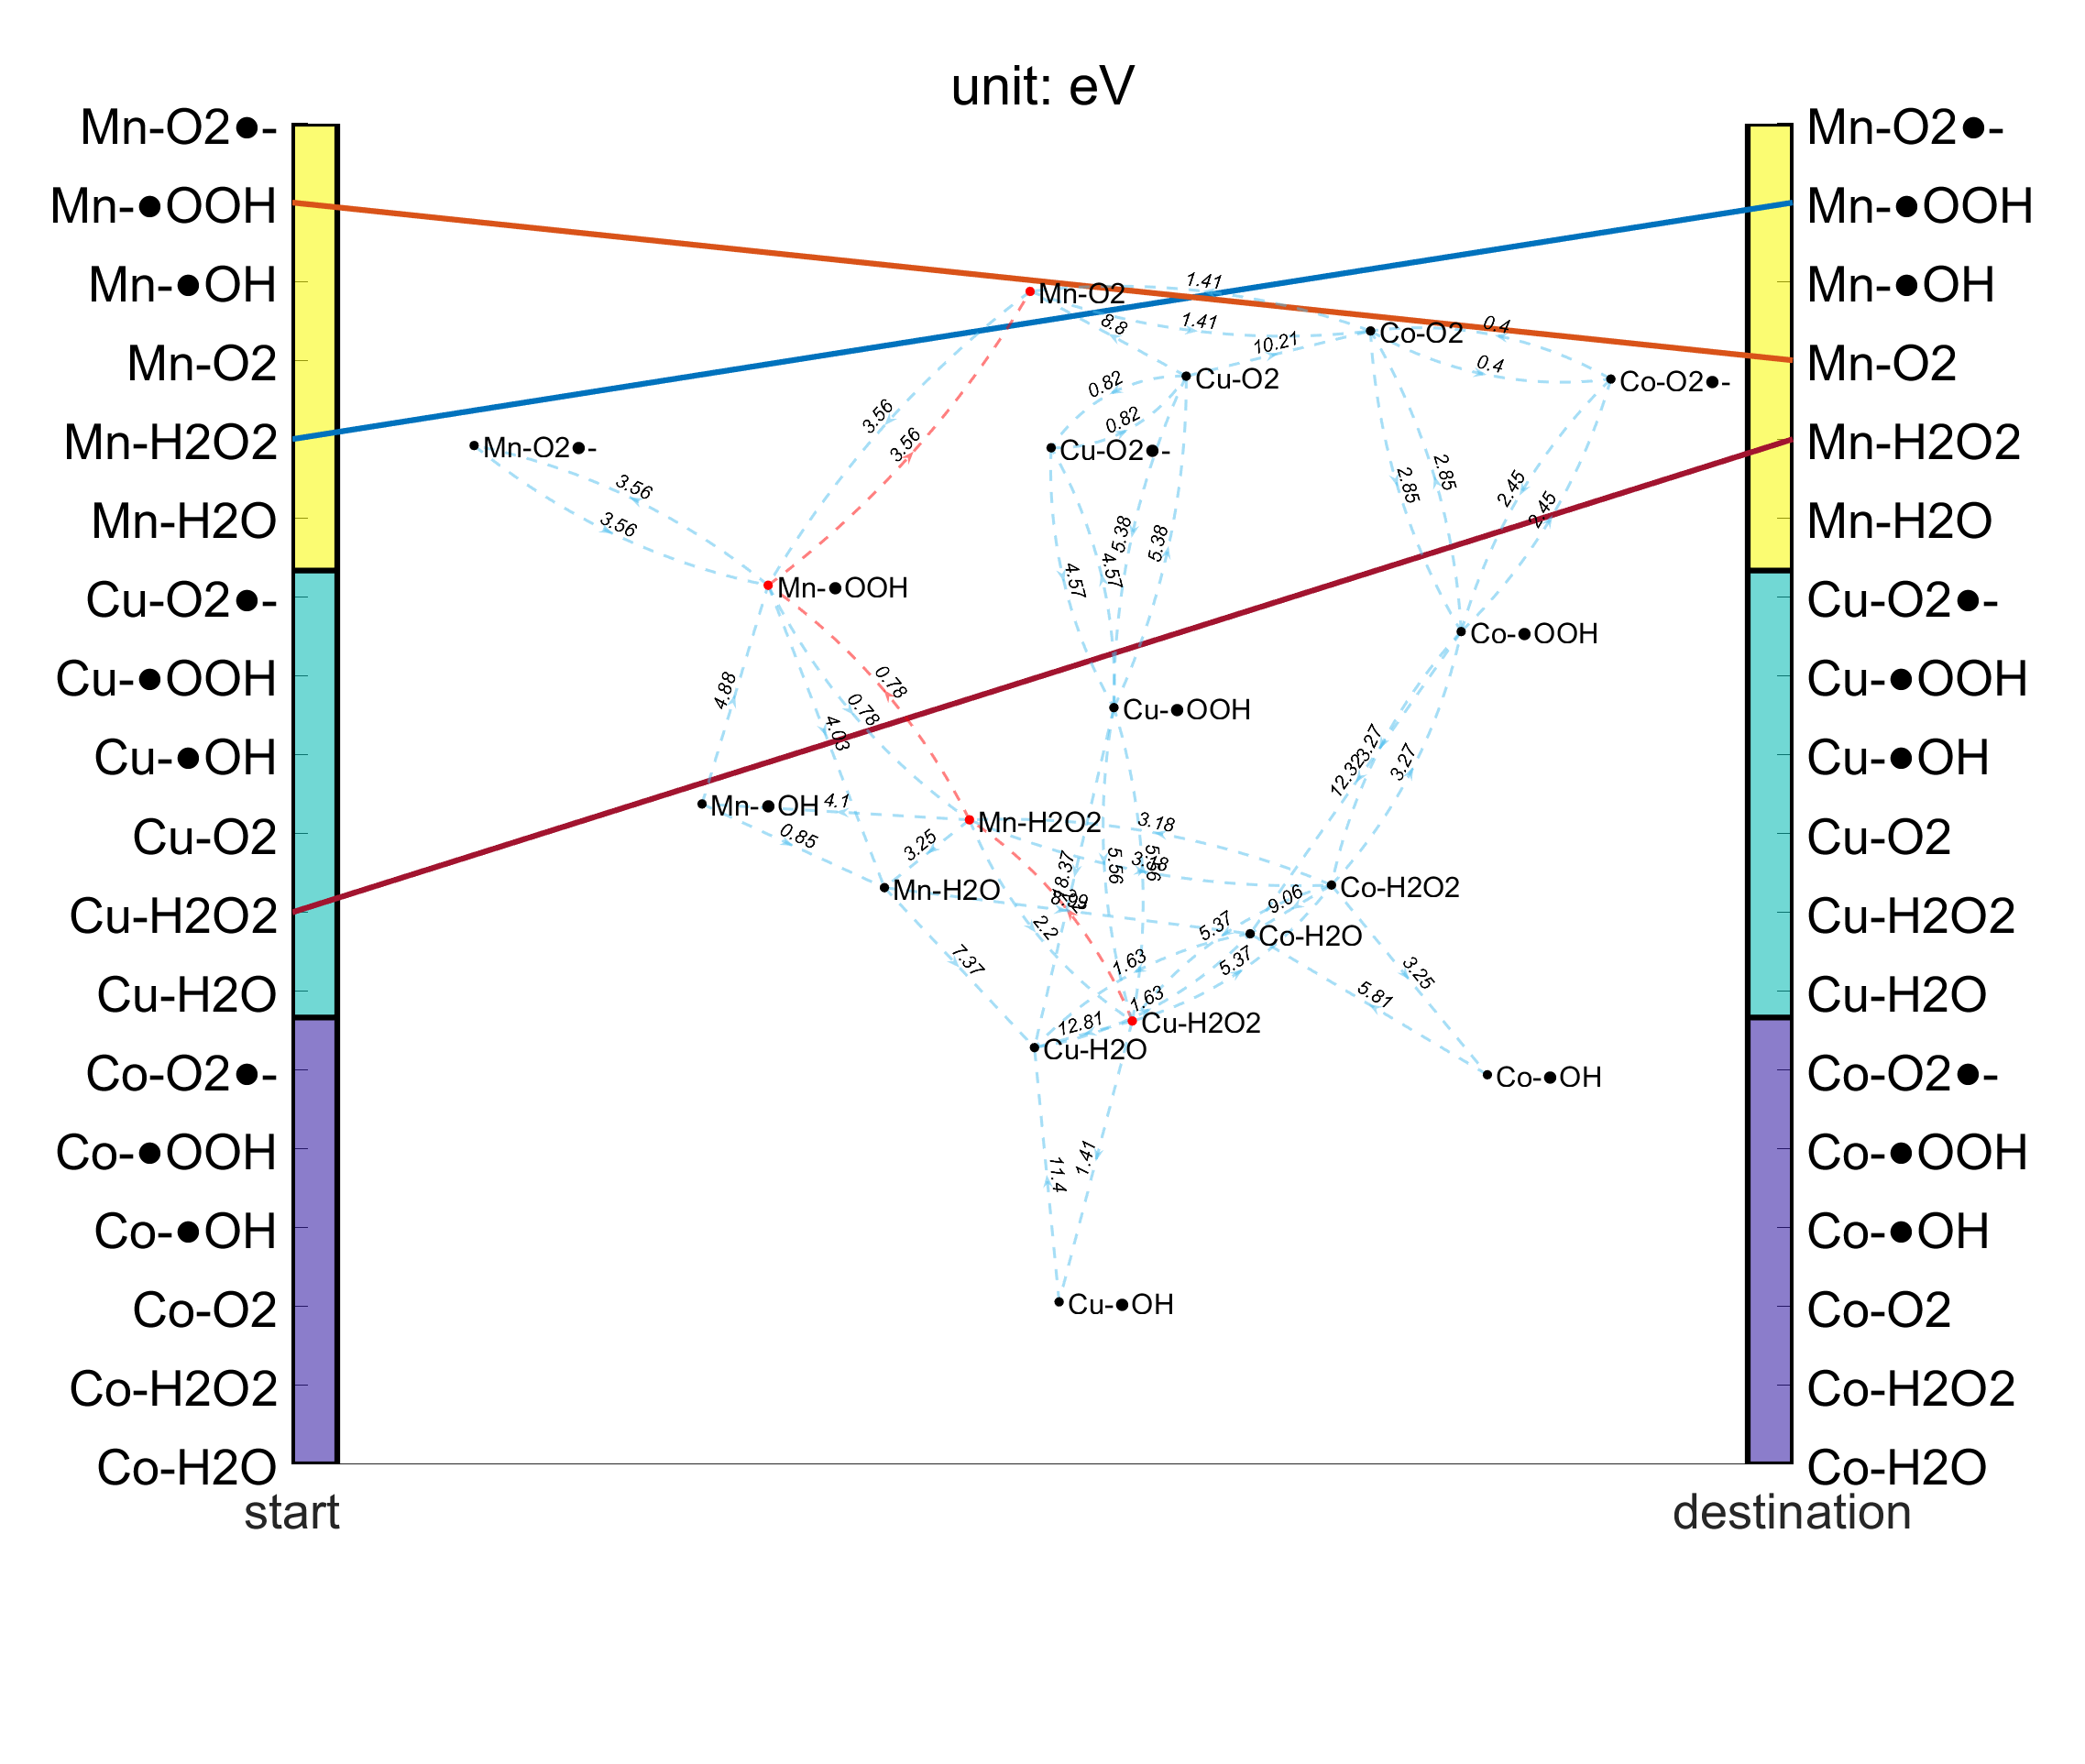 unit: eV
Mn-O2●-
Mn-●OOH
Mn-●OH
Mn-O2
Mn-H2O2
Mn-H2O
Cu-O2●-
Cu-●OOH
Cu-●OH
Cu-O2
Cu-H2O2
Cu-H2O
Co-O2●-
Co-●OOH
Co-●OH
Co-O2
Co-H2O2
Co-H2O
start
Mn-O2●-
Mn-●OOH
Mn-●OH
Mn-O2
Mn-H2O2
Mn-H2O
Cu-O2●-
Cu-●OOH
Cu-●OH
Cu-O2
Cu-H2O2
Cu-H2O
Co-O2●-
Co-●OOH
Co-●OH
Co-O2
Co-H2O2
Co-H2O
destination
1.41
Mn-O2
1.41
8.8
10.21
Co-O2
0.4
0.4
Cu-O2
Co-O2●-
0.82
0.82
3.56
3.56
Mn-O2●-
Cu-O2●-
3.56
3.56
2.85
2.85
2.45
2.45
5.38
5.38
4.57
4.57
Mn-●OOH
Co-●OOH
4.88
0.78
0.78
4.03
Cu-●OOH
12.32
3.27
3.27
Mn-●OH
4.1
Mn-H2O2
3.18
3.18
0.85
3.25
5.56
5.56
8.37
Mn-H2O
Co-H2O2
9.06
2.2
5.37
5.37
Co-H2O
7.37
1.63
1.63
3.25
5.81
12.81
Cu-H2O2
Cu-H2O
Co-●OH
11.4
1.41
Cu-●OH